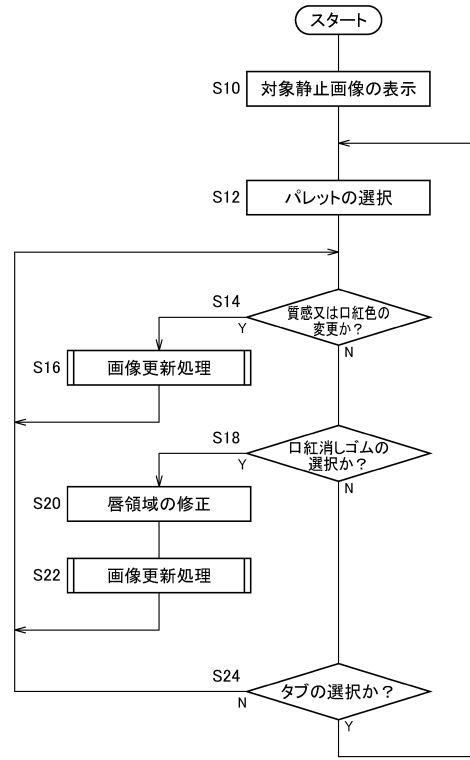 スタート
S10
対象静止画像の表示
S12
パレットの選択
S14
質感又は口紅色の
変更か？
Y
N
S16
画像更新処理
S18
口紅消しゴムの
選択か？
Y
N
S20
唇領域の修正
S22
画像更新処理
S24
タブの選択か？
N
Y